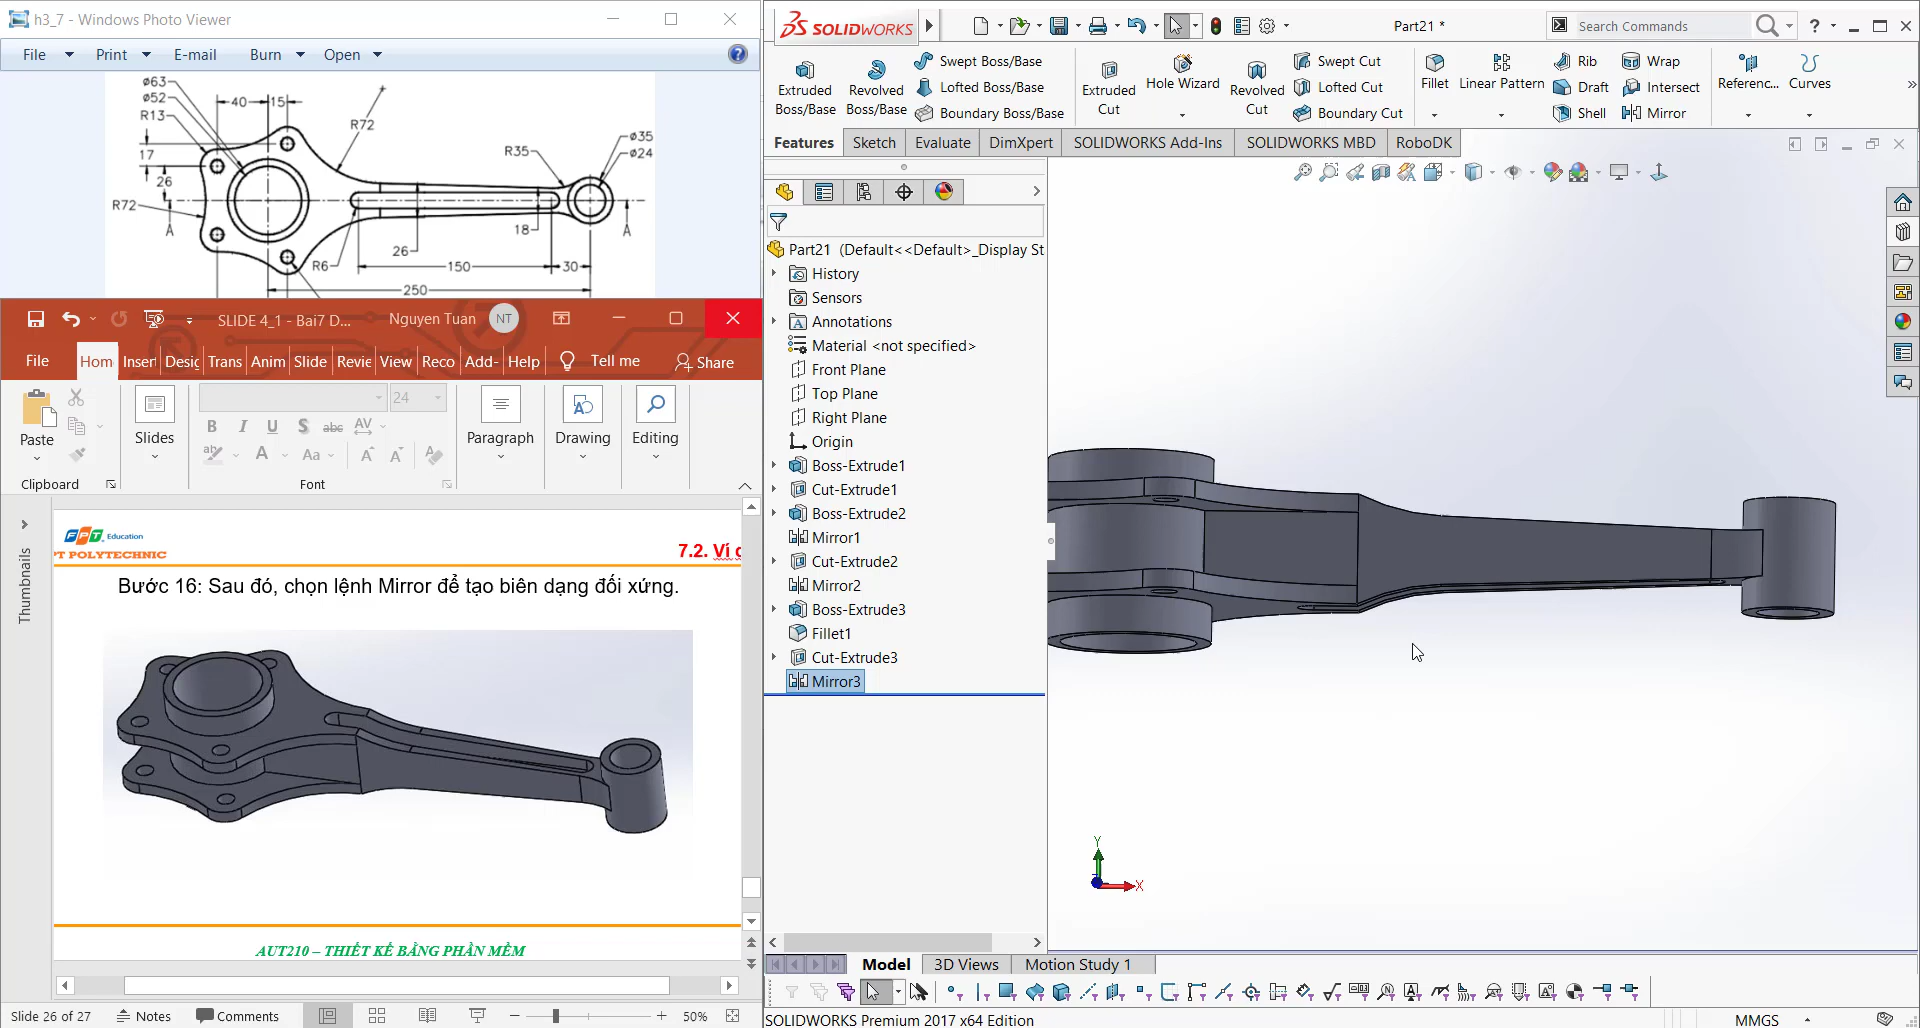 h3_7 - Windows Photo Viewer
File Print E-mail Burn Open
ø63
ø52
R13
40 15
R72
17
26
R72
A
R35
ø35
ø24
A
18
26
R6
150
30
250
SLIDE 4_1 - Bai7 D... Nguyen Tuan NT
File Hom Inser Desig Trans Anim Slide Revie View Reco Add- Help Tell me Share
Paste
Slides
24
B I U S abc AV
A Aa A A
Paragraph
Drawing
Editing
Clipboard Font
Thumbnails
FPT Education
PT POLYTECHNIC
7.2. Ví d
Bước 16: Sau đó, chọn lệnh Mirror để tạo biên dạng đối xứng.
AUT210 – THIẾT KẾ BẰNG PHẦN MỀM
Slide 26 of 27 Notes Comments 50%
SOLIDWORKS
Part21 *
Search Commands
Extruded Boss/Base
Revolved Boss/Base
Swept Boss/Base
Lofted Boss/Base
Boundary Boss/Base
Extruded Cut
Hole Wizard
Revolved Cut
Swept Cut
Lofted Cut
Boundary Cut
Fillet
Linear Pattern
Rib
Draft
Shell
Wrap
Intersect
Mirror
Referenc...
Curves
Features Sketch Evaluate DimXpert SOLIDWORKS Add-Ins SOLIDWORKS MBD RoboDK
Part21 (Default<<Default>_Display St
History
Sensors
Annotations
Material <not specified>
Front Plane
Top Plane
Right Plane
Origin
Boss-Extrude1
Cut-Extrude1
Boss-Extrude2
Mirror1
Cut-Extrude2
Mirror2
Boss-Extrude3
Fillet1
Cut-Extrude3
Mirror3
Y
X
Model 3D Views Motion Study 1
SOLIDWORKS Premium 2017 x64 Edition
MMGS